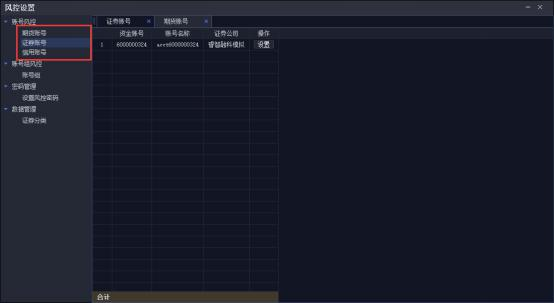 风控设置
账号风控
期货账号
证券账号
信用账号
账号组风控
账号组
密码管理
设置风控密码
数据管理
证券分类
证券账号 × 期货账号 ×
资金账号 账号名称 证券公司 操作
1 6000000324 acct6000000324 睿智融科模拟 设置
合计